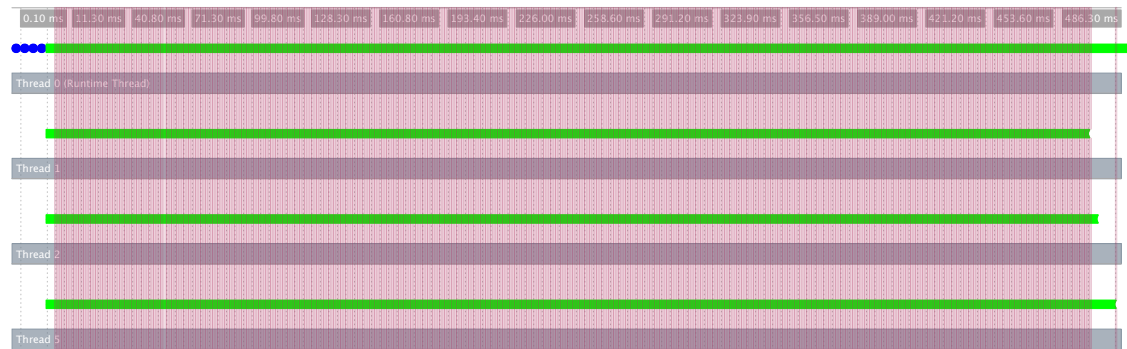 0.10 ms 11.30 ms 40.80 ms 71.30 ms 99.80 ms 128.30 ms 160.80 ms 193.40 ms 226.00 ms 258.60 ms 291.20 ms 323.90 ms 356.50 ms 389.00 ms 421.20 ms 453.60 ms 486.30 ms
Thread 0 (Runtime Thread)
Thread 1
Thread 2
Thread 5